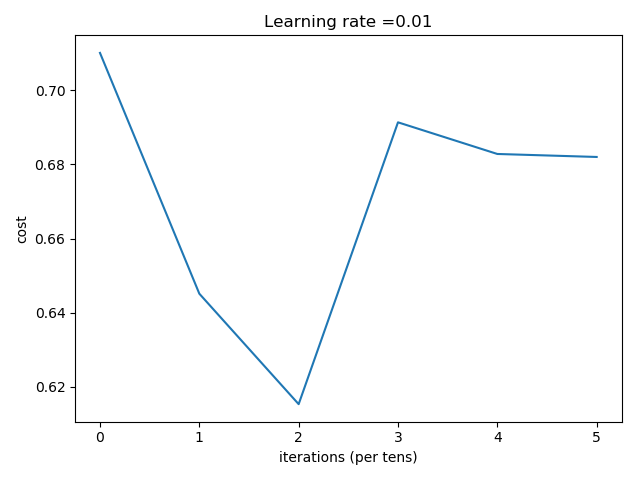 Learning rate =0.01
0.70
0.68
0.66
0.64
0.62
cost
0 1 2 3 4 5
iterations (per tens)